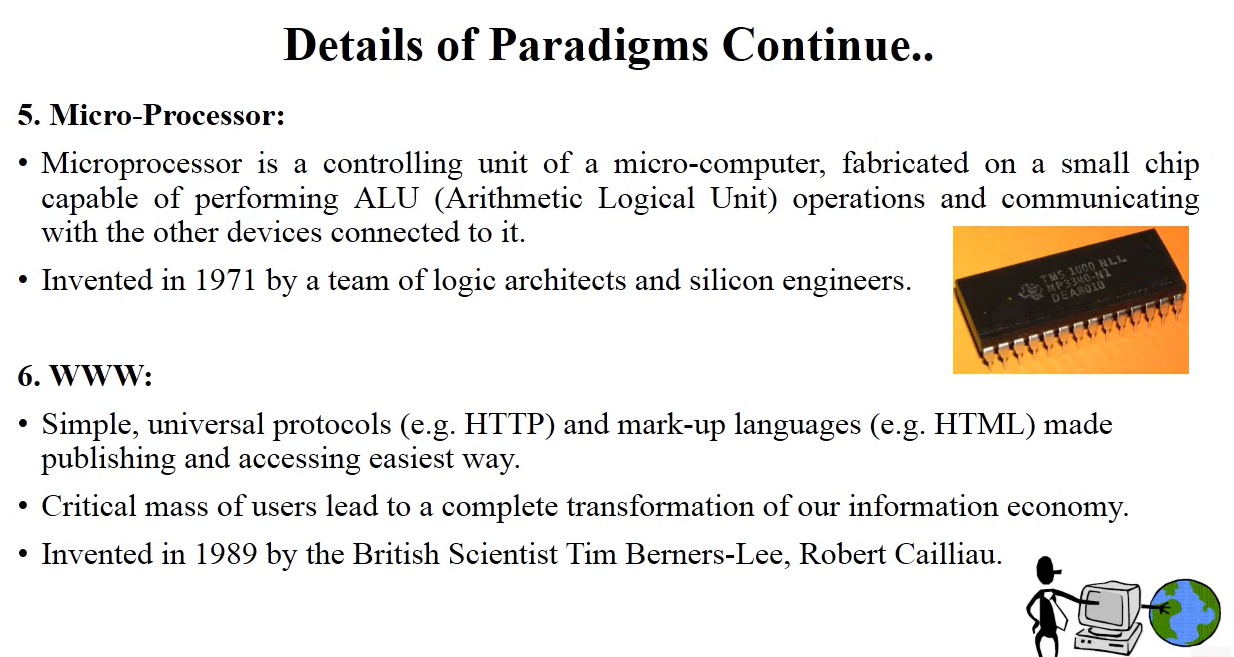 Details of Paradigms Continue..
5. Micro-Processor:
• Microprocessor is a controlling unit of a micro-computer, fabricated on a small chip
capable of performing ALU (Arithmetic Logical Unit) operations and communicating
with the other devices connected to it.
• Invented in 1971 by a team of logic architects and silicon engineers.
TMS 1000 NLL
MP3340-N1
DEA8010
6. WWW:
• Simple, universal protocols (e.g. HTTP) and mark-up languages (e.g. HTML) made
publishing and accessing easiest way.
• Critical mass of users lead to a complete transformation of our information economy.
• Invented in 1989 by the British Scientist Tim Berners-Lee, Robert Cailliau.